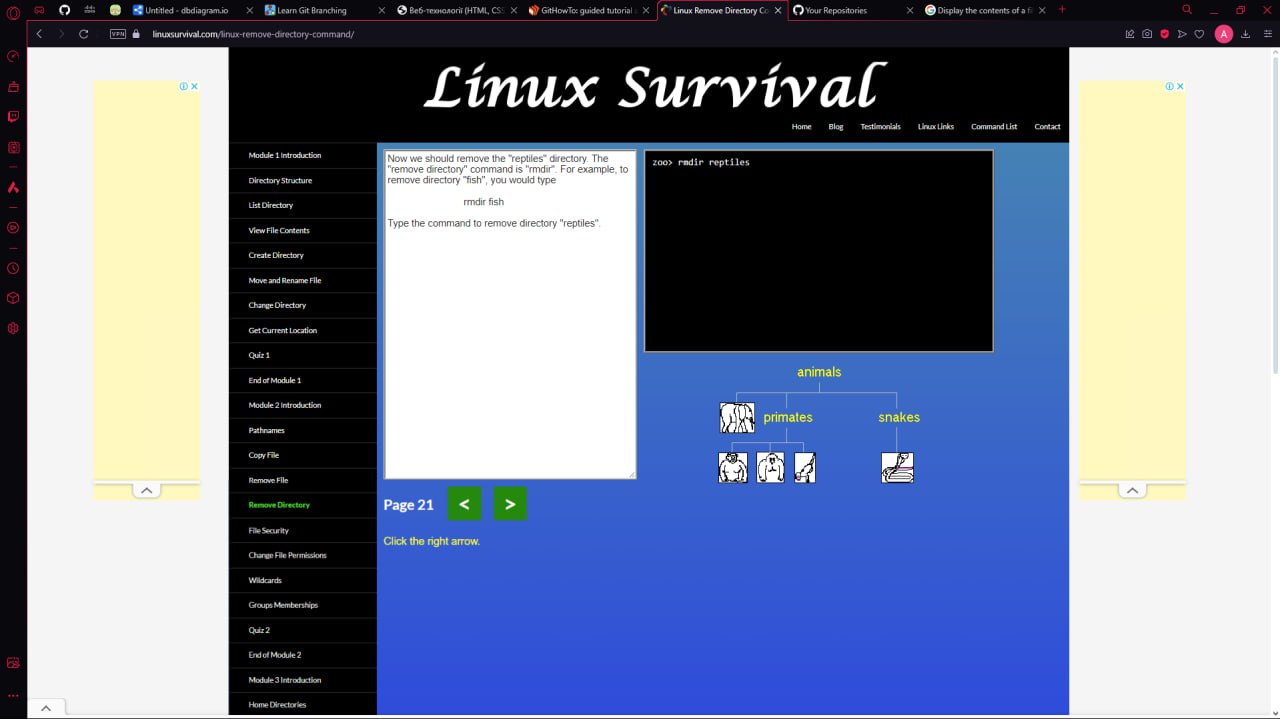 Untitled - dbdiagram.io
Learn Git Branching
Веб-технології (HTML, CSS
GitHowTo: guided tutorial a
Linux Remove Directory Co
Your Repositories
Display the contents of a fi
VPN
linuxsurvival.com/linux-remove-directory-command/
A
Linux Survival
Home
Blog
Testimonials
Linux Links
Command List
Contact
Module 1 Introduction
Directory Structure
List Directory
View File Contents
Create Directory
Move and Rename File
Change Directory
Get Current Location
Quiz 1
End of Module 1
Module 2 Introduction
Pathnames
Copy File
Remove File
Remove Directory
File Security
Change File Permissions
Wildcards
Groups Memberships
Quiz 2
End of Module 2
Module 3 Introduction
Home Directories
Now we should remove the "reptiles" directory. The
"remove directory" command is "rmdir". For example, to
remove directory "fish", you would type
rmdir fish
Type the command to remove directory "reptiles".
Page 21
<
>
Click the right arrow.
zoo> rmdir reptiles
animals
primates
snakes